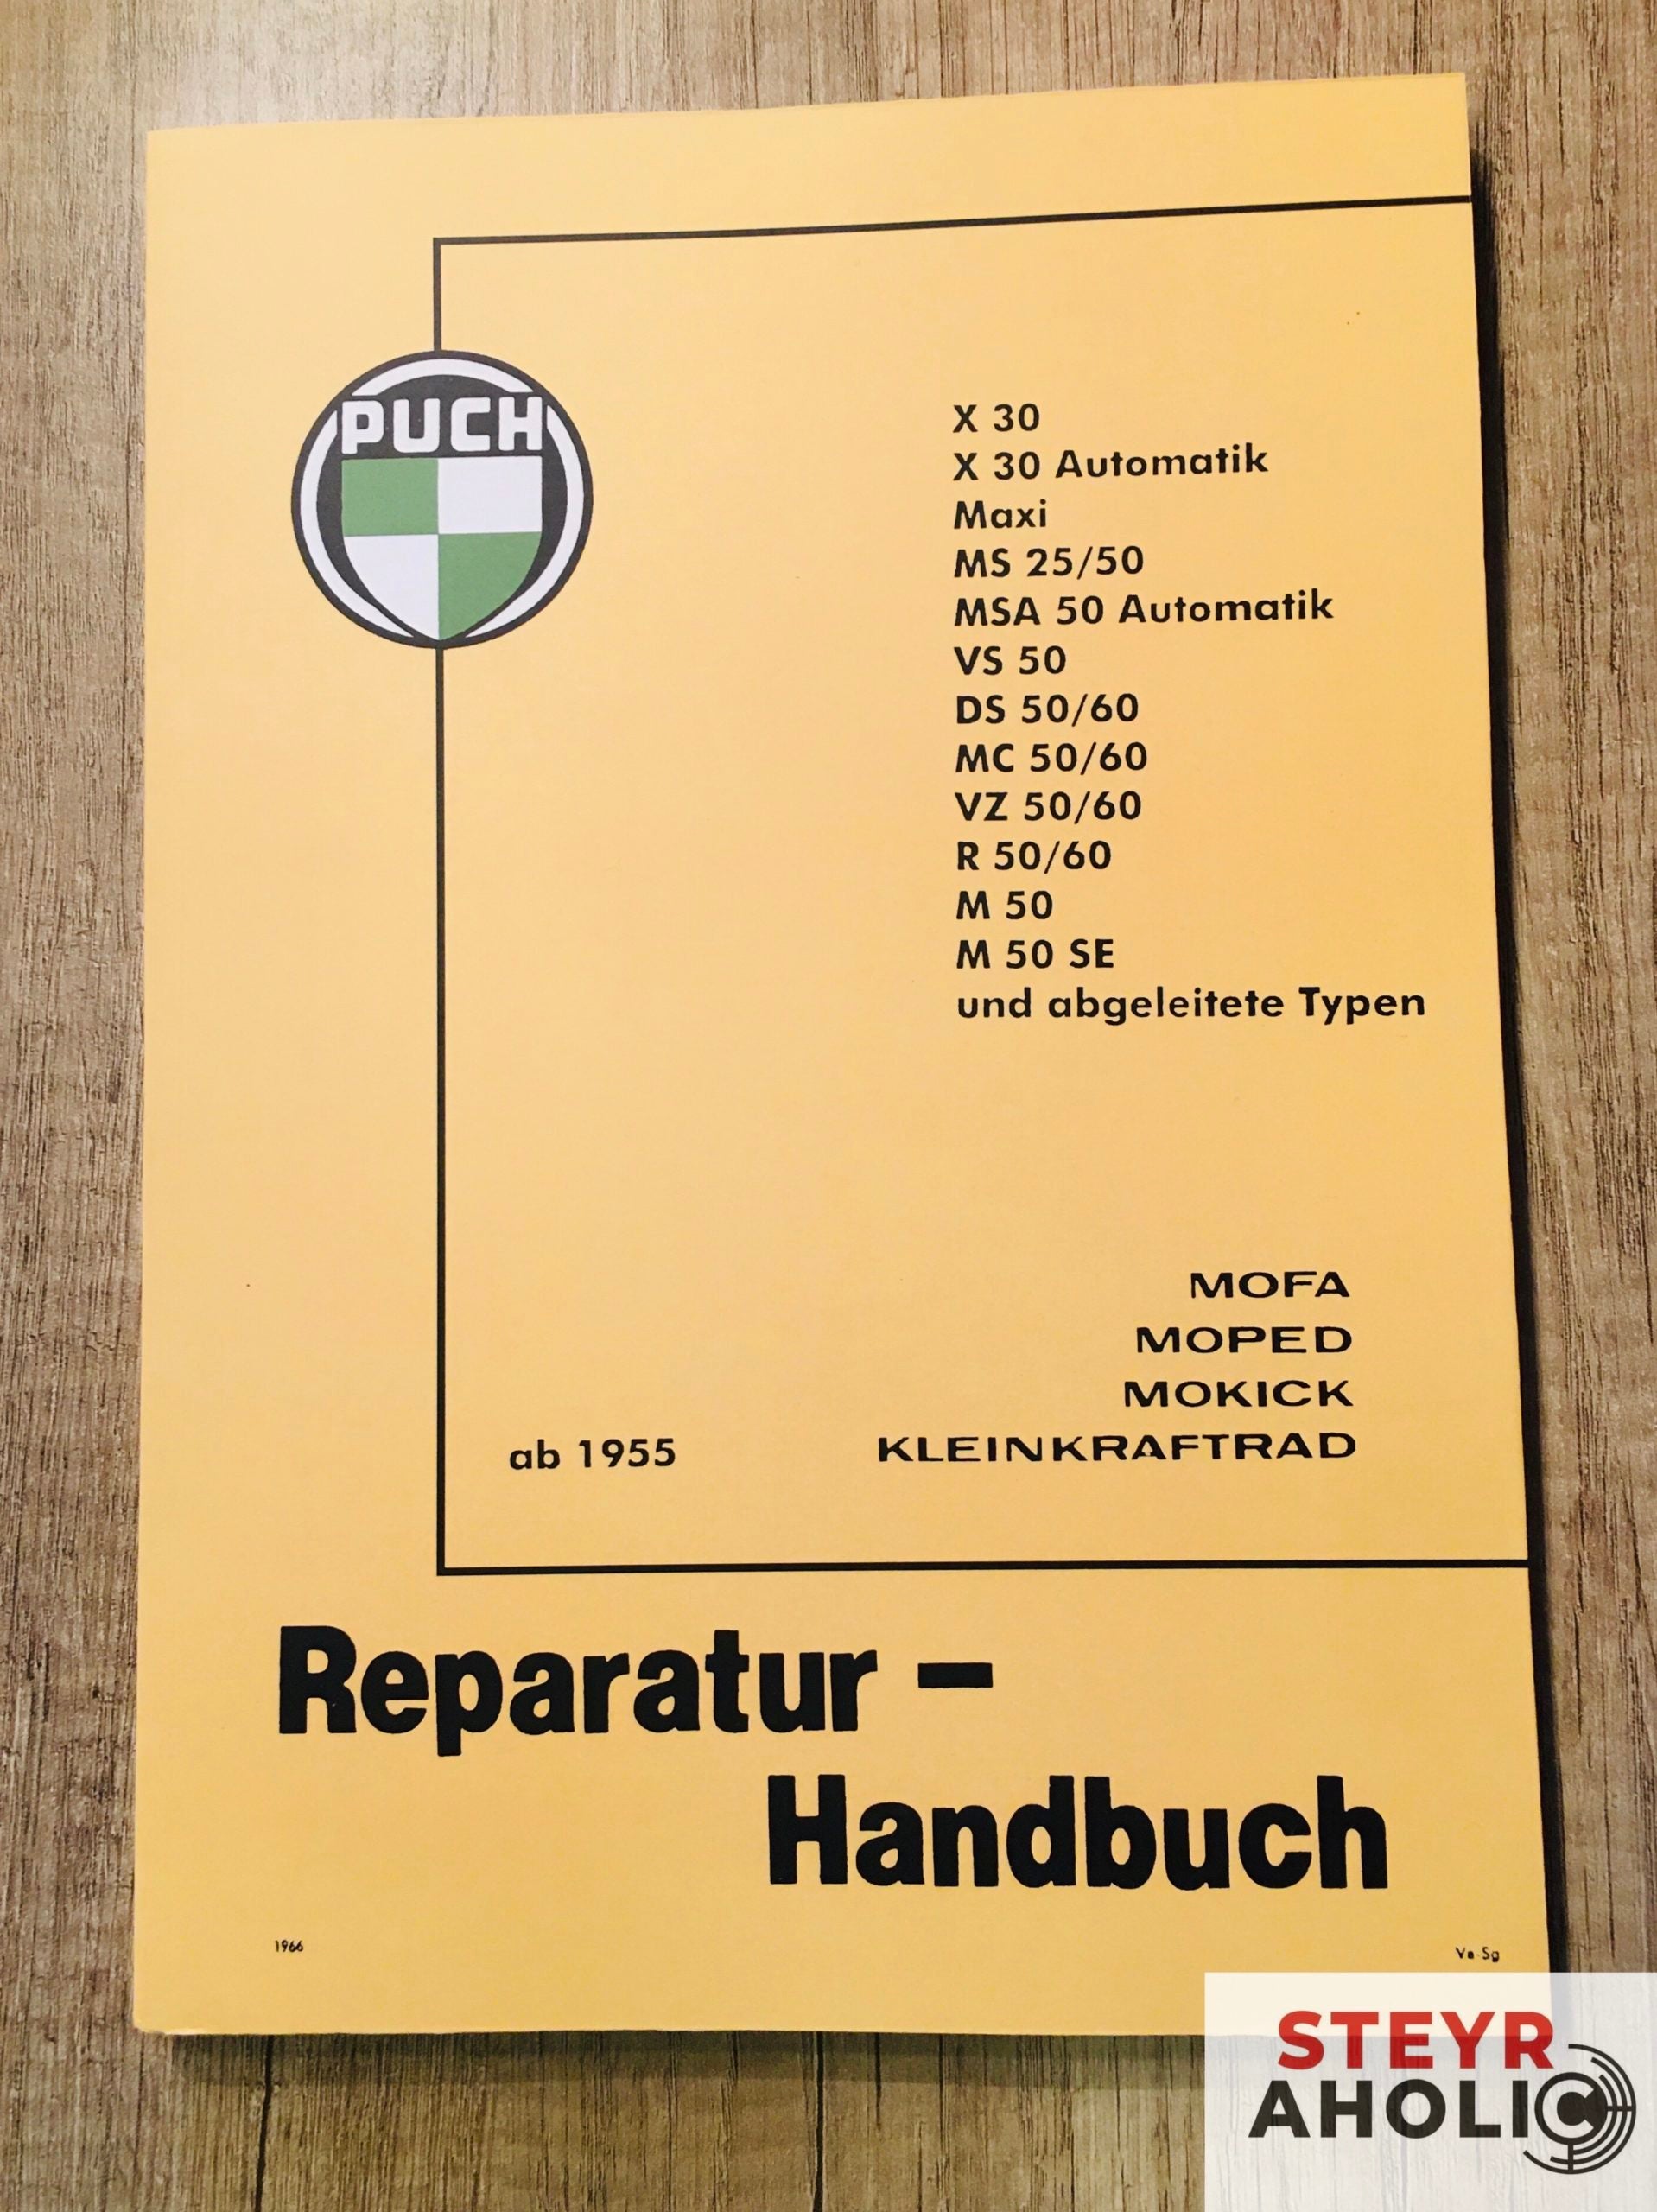 PUCH
X 30
X 30 Automatik
Maxi
MS 25/50
MSA 50 Automatik
VS 50
DS 50/60
MC 50/60
VZ 50/60
R 50/60
M 50
M 50 SE
und abgeleitete Typen
MOFA
MOPED
MOKICK
ab 1955 KLEINKRAFTRAD
Reparatur –
Handbuch
1966 Va-Sg
STEYR
AHOLIC